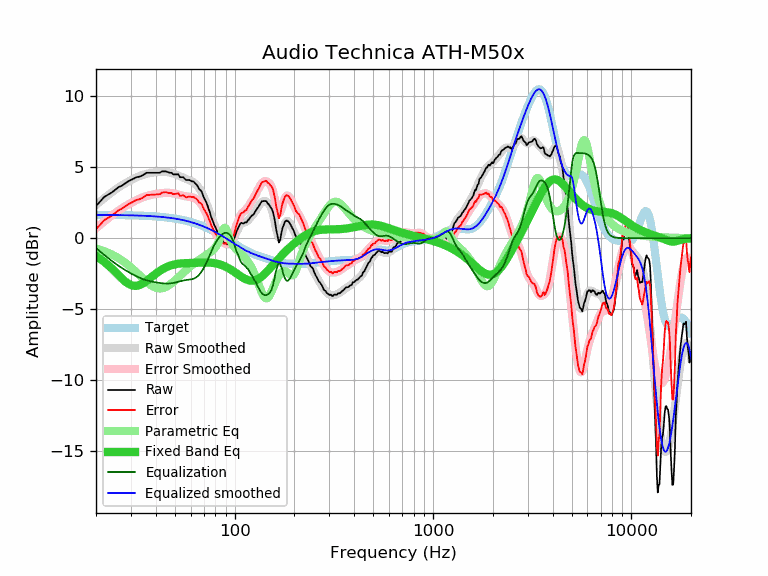 Audio Technica ATH-M50x
10
5
0
−5
−10
−15
Amplitude (dBr)
Target
Raw Smoothed
Error Smoothed
Raw
Error
Parametric Eq
Fixed Band Eq
Equalization
Equalized smoothed
100 1000 10000
Frequency (Hz)